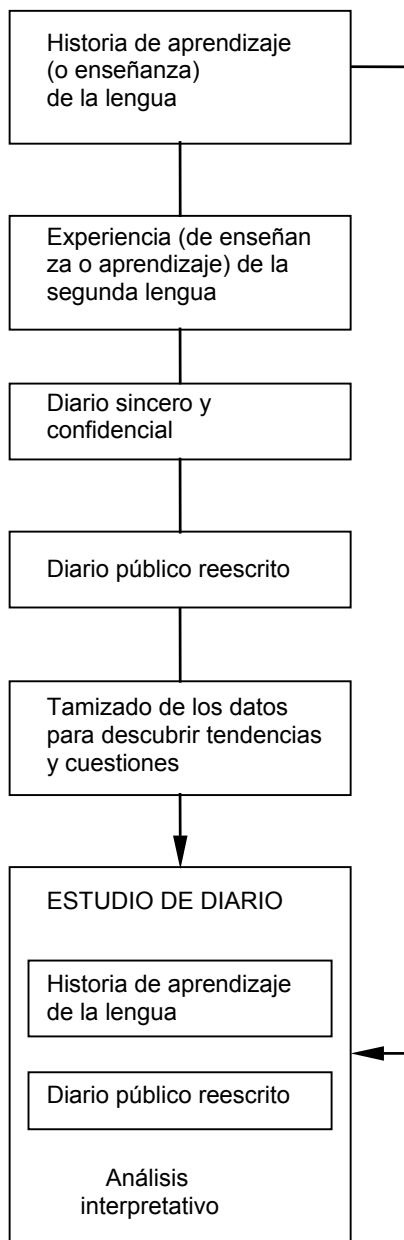 Historia de aprendizaje
(o enseñanza)
de la lengua
Experiencia (de enseñan
za o aprendizaje) de la
segunda lengua
Diario sincero y
confidencial
Diario público reescrito
Tamizado de los datos
para descubrir tendencias
y cuestiones
ESTUDIO DE DIARIO
Historia de aprendizaje
de la lengua
Diario público reescrito
Análisis
interpretativo